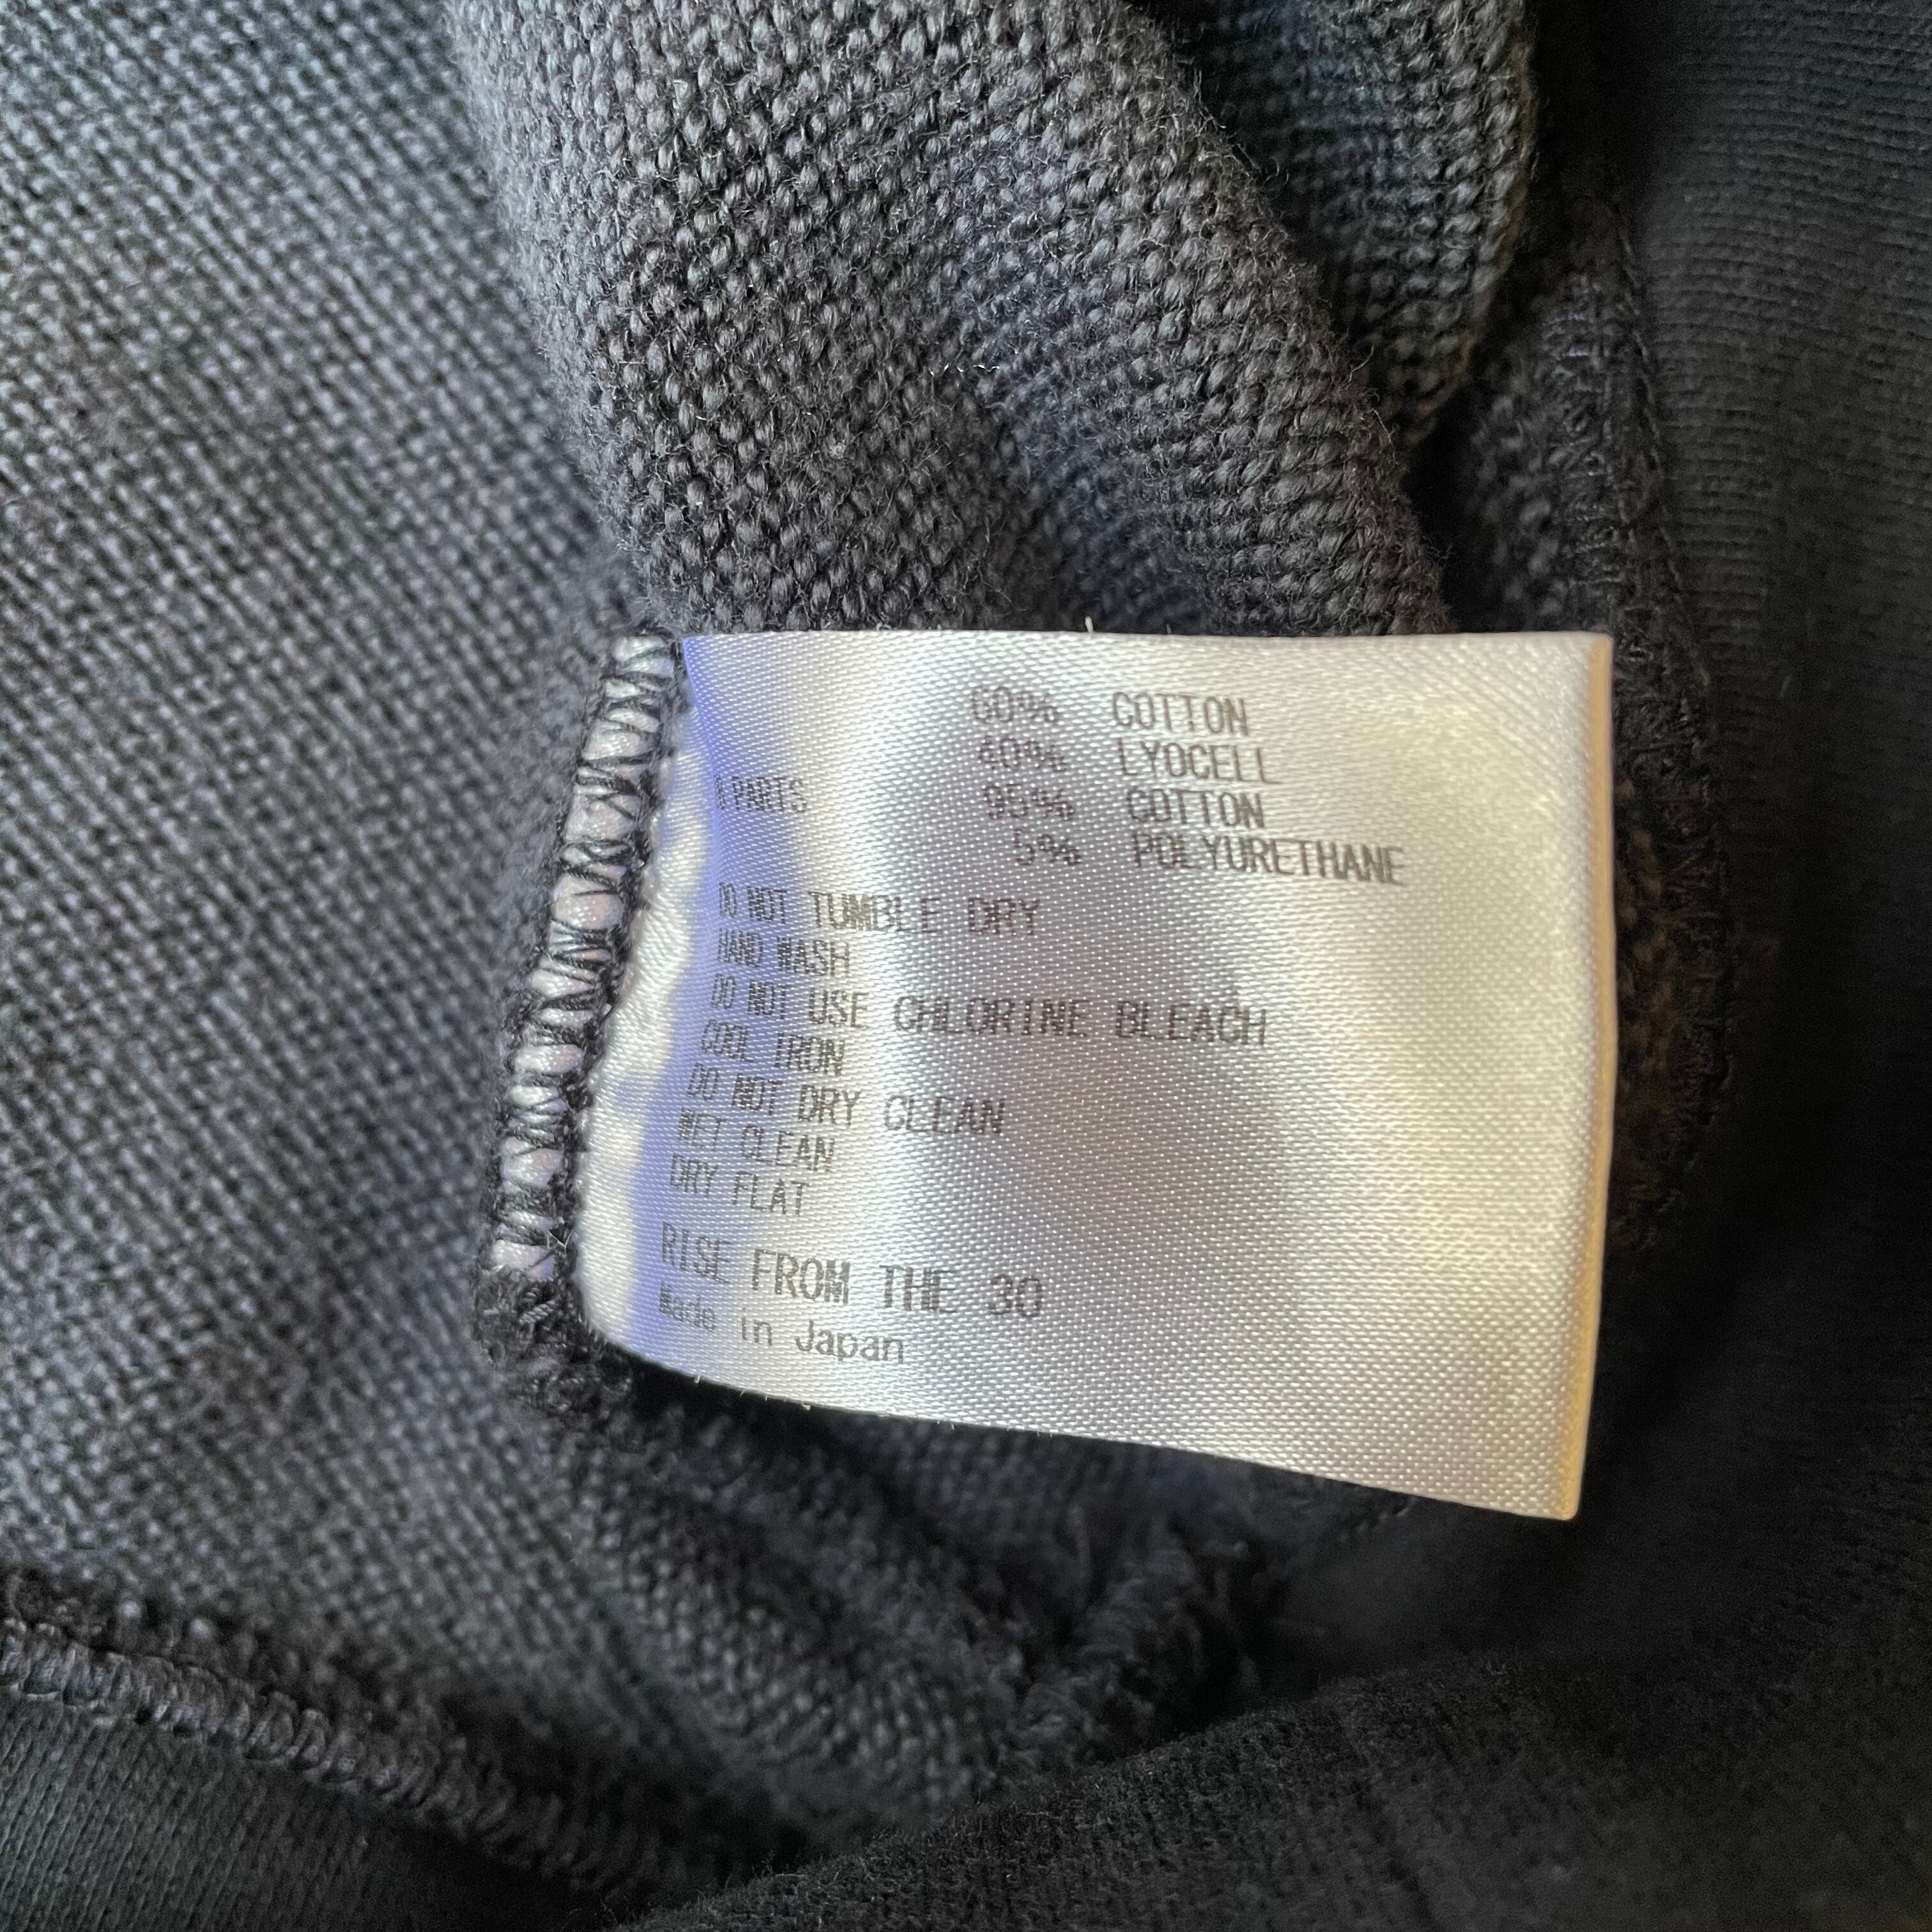 60% COTTON
40% LYOCELL
PARTS 95% COTTON
5% POLYURETHANE
DO NOT TUMBLE DRY
HAND WASH
DO NOT USE CHLORINE BLEACH
COOL IRON
DO NOT DRY CLEAN
WET CLEAN
DRY FLAT
RISE FROM THE 30
Made in Japan